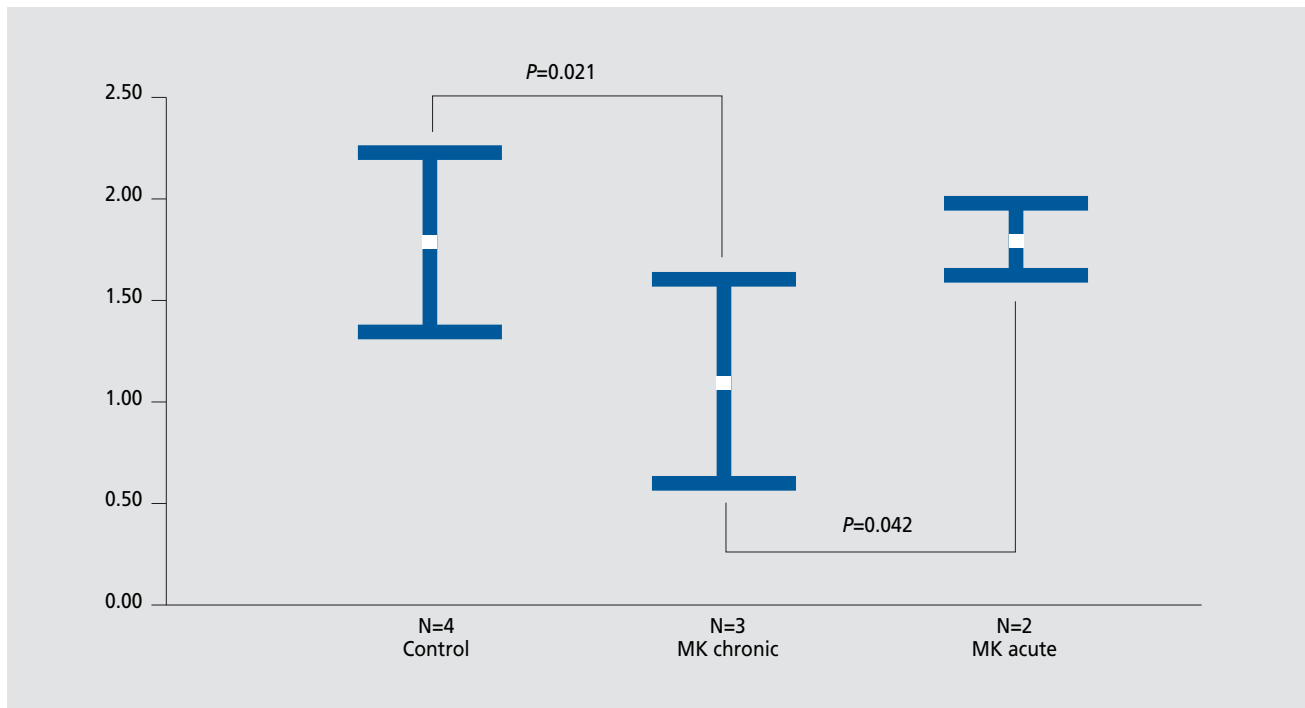 P=0.021
2.50
2.00
1.50
1.00
0.50
P=0.042
0.00
N=4
Control
N=3
MK chronic
N=2
MK acute